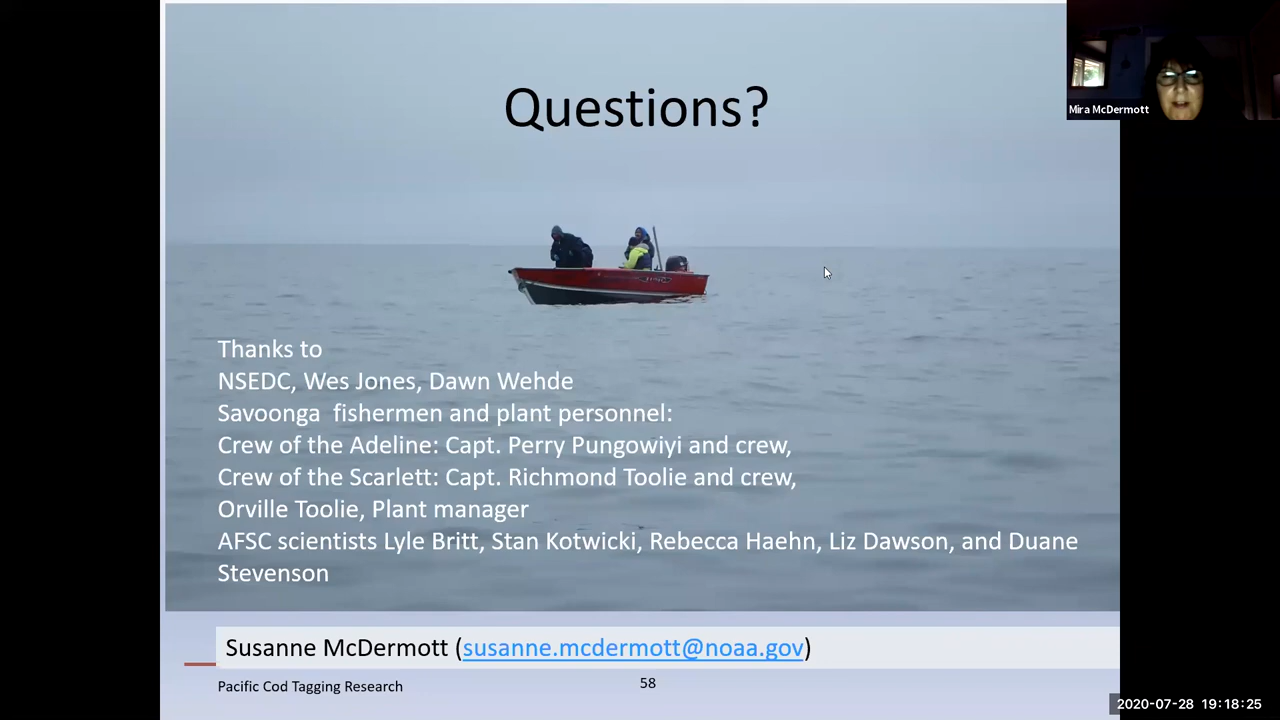 Questions?
Mira McDermott
Thanks to
NSEDC, Wes Jones, Dawn Wehde
Savoonga fishermen and plant personnel:
Crew of the Adeline: Capt. Perry Pungowiyi and crew,
Crew of the Scarlett: Capt. Richmond Toolie and crew,
Orville Toolie, Plant manager
AFSC scientists Lyle Britt, Stan Kotwicki, Rebecca Haehn, Liz Dawson, and Duane
Stevenson
Susanne McDermott (susanne.mcdermott@noaa.gov)
Pacific Cod Tagging Research
58
2020-07-28 19:18:25